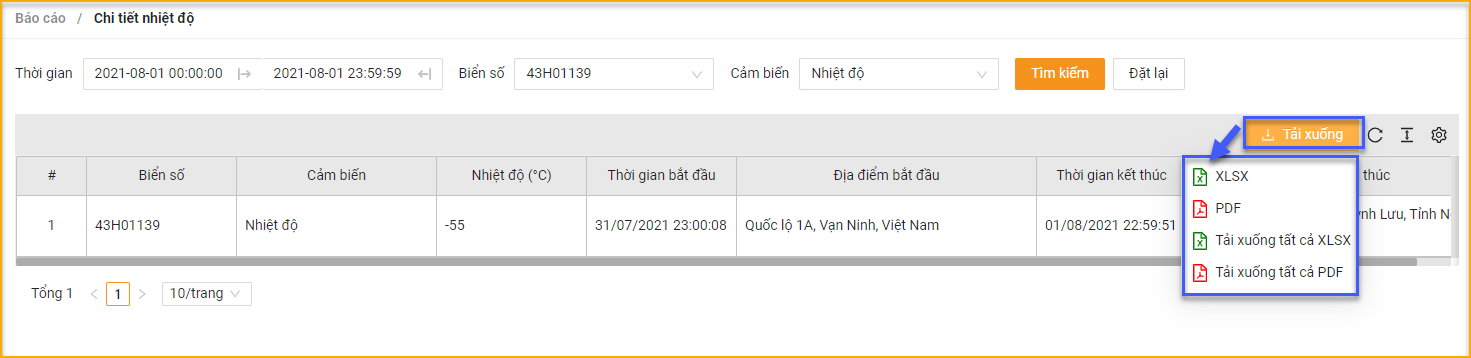 Báo cáo / Chi tiết nhiệt độ
Thời gian 2021-08-01 00:00:00 2021-08-01 23:59:59 Biển số 43H01139 Cảm biến Nhiệt độ Tìm kiếm Đặt lại
Tải xuống
# Biển số Cảm biến Nhiệt độ (°C) Thời gian bắt đầu Địa điểm bắt đầu Thời gian kết thúc thúc
1 43H01139 Nhiệt độ -55 31/07/2021 23:00:08 Quốc lộ 1A, Vạn Ninh, Việt Nam 01/08/2021 22:59:51 Lưu, Tỉnh
XLSX
PDF
Tải xuống tất cả XLSX
Tải xuống tất cả PDF
Tổng 1 < 1 > 10/trang